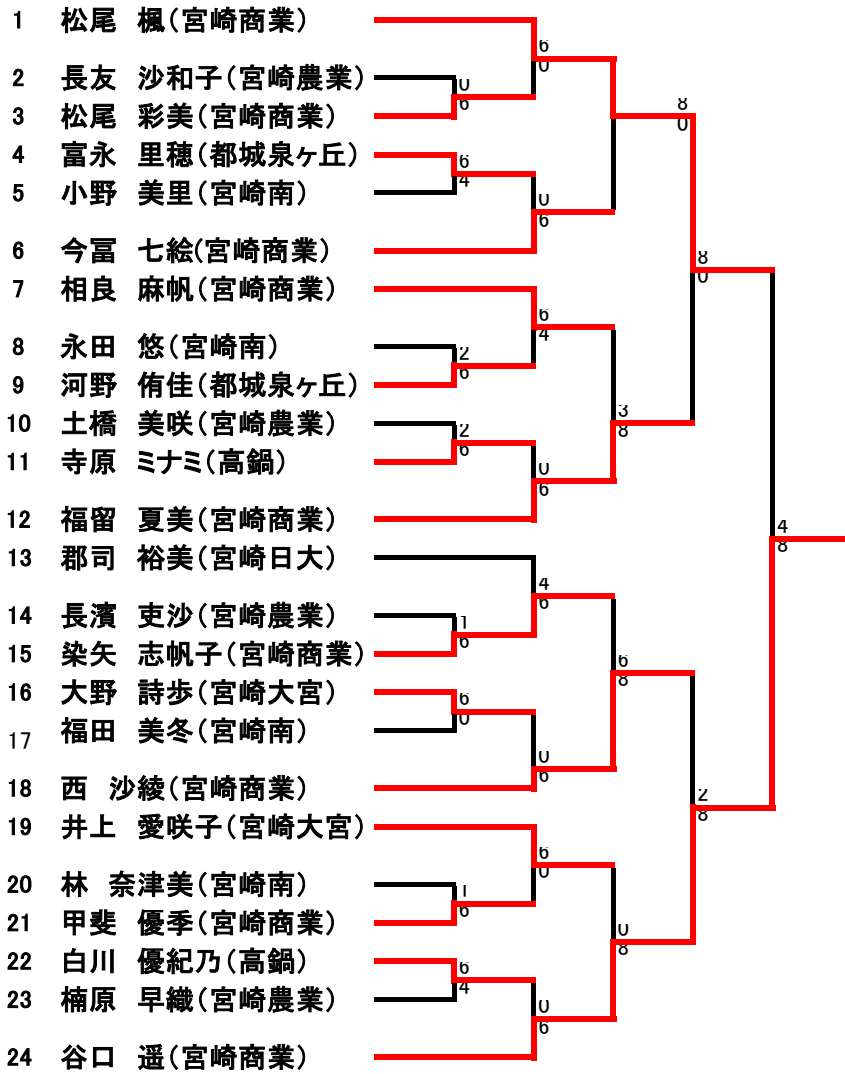 1 松尾 楓(宮崎商業)
2 長友 沙和子(宮崎農業)
3 松尾 彩美(宮崎商業)
4 富永 里穂(都城泉ヶ丘)
5 小野 美里(宮崎南)
6 今冨 七絵(宮崎商業)
7 相良 麻帆(宮崎商業)
8 永田 悠(宮崎南)
9 河野 侑佳(都城泉ヶ丘)
10 土橋 美咲(宮崎農業)
11 寺原 ミナミ(高鍋)
12 福留 夏美(宮崎商業)
13 郡司 裕美(宮崎日大)
14 長濱 吏沙(宮崎農業)
15 染矢 志帆子(宮崎商業)
16 大野 詩歩(宮崎大宮)
17 福田 美冬(宮崎南)
18 西 沙綾(宮崎商業)
19 井上 愛咲子(宮崎大宮)
20 林 奈津美(宮崎南)
21 甲斐 優季(宮崎商業)
22 白川 優紀乃(高鍋)
23 楠原 早織(宮崎農業)
24 谷口 遥(宮崎商業)
0
6
6
4
2
6
2
6
1
6
6
0
1
6
6
4
6
0
0
6
6
4
0
6
4
6
0
6
6
0
0
6
8
0
3
8
6
8
0
8
8
0
2
8
4
8